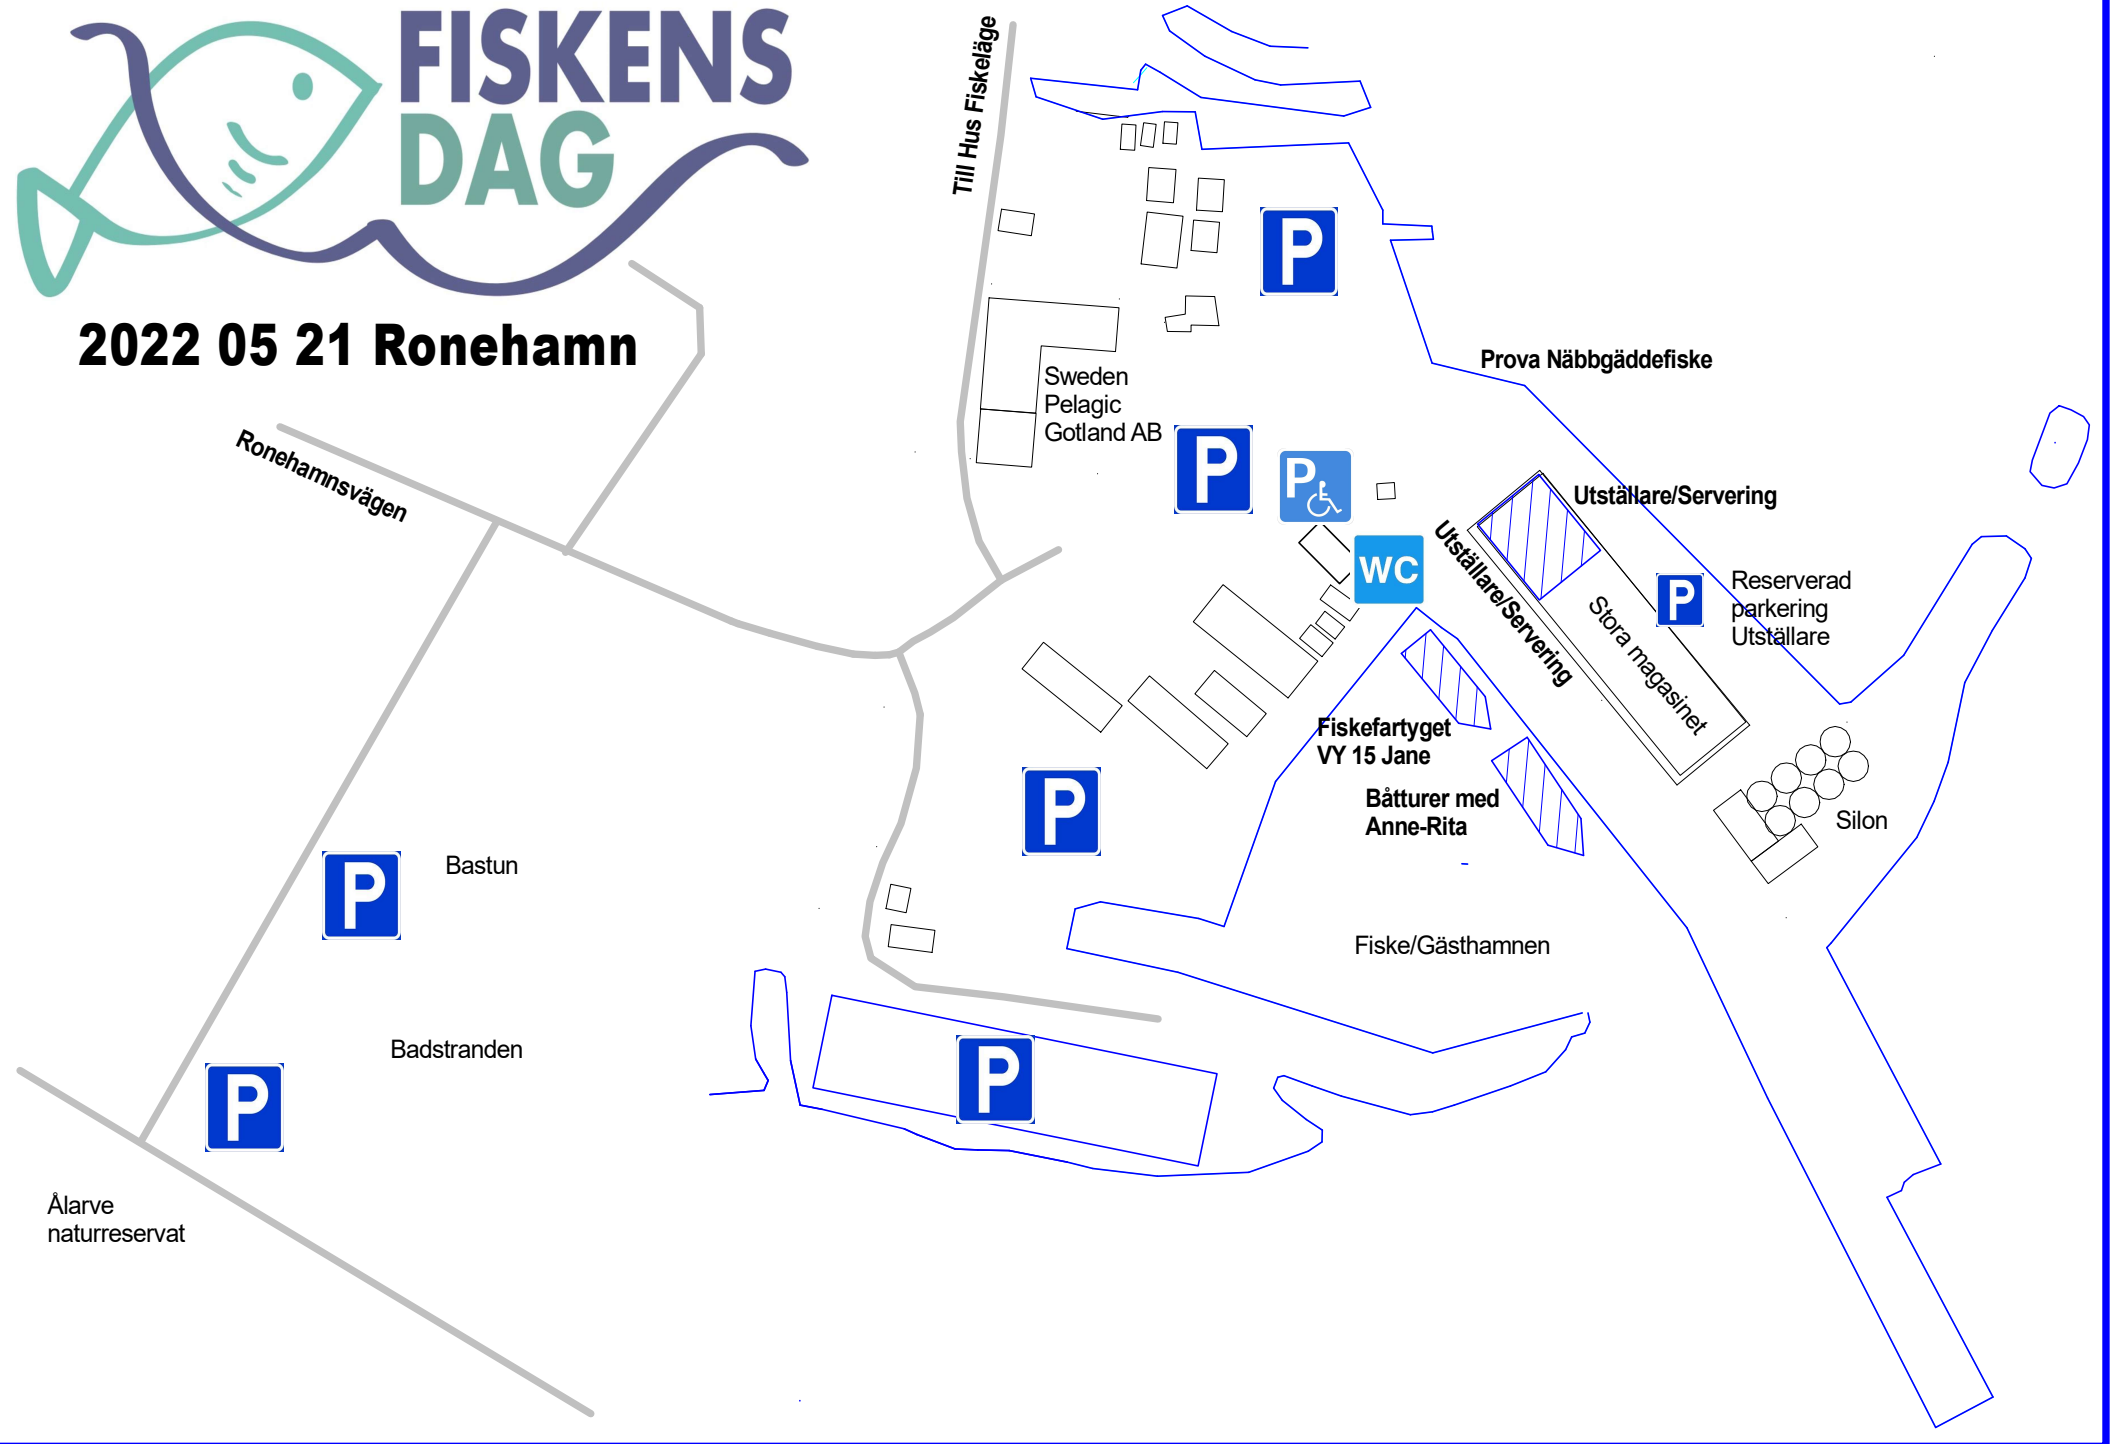 FISKENS
DAG
2022 05 21 Ronehamn
Till Hus Fiskeläge
P
Prova Näbbgäddefiske
Sweden
Pelagic
Gotland AB
P
P
Ronehamnsvägen
Utställare/Servering
Utställare/Servering
WC
P
Reserverad
parkering
Utställare
Stora magasinet
Fiskefartyget
VY 15 Jane
Båtturer med
Anne-Rita
Silon
P
P
Bastun
Fiske/Gästhamnen
Badstranden
P
P
Ålarve
naturreservat